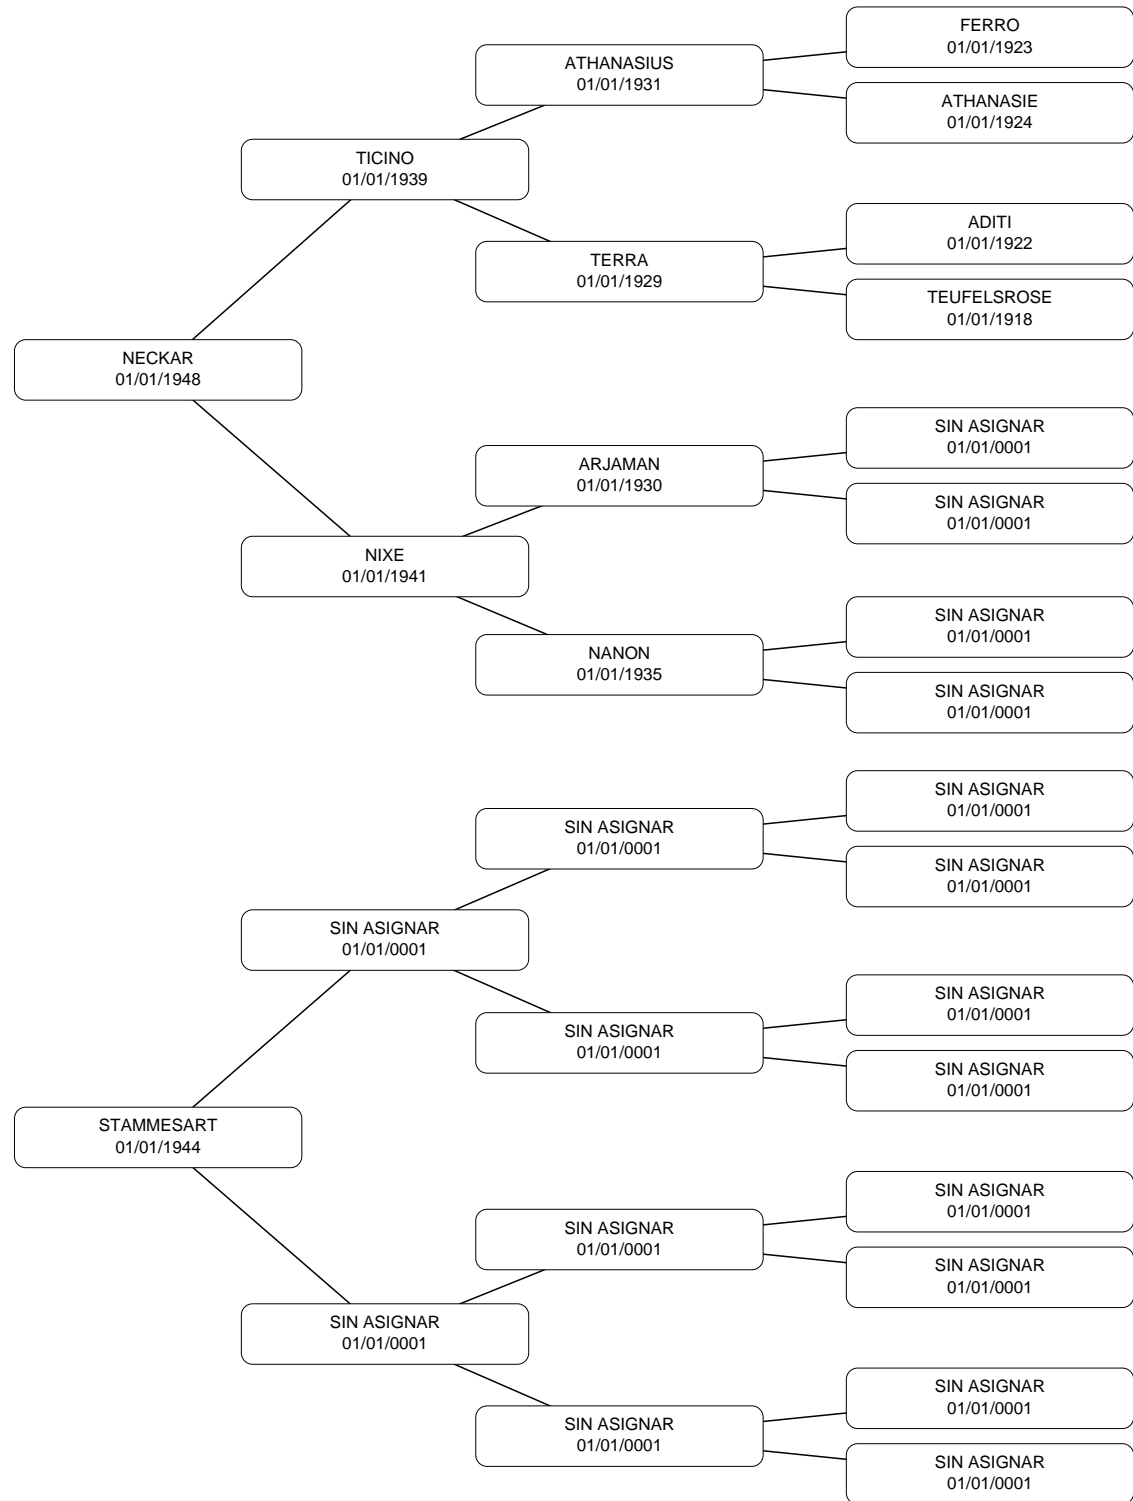 FERRO
01/01/1923
ATHANASIUS
01/01/1931
ATHANASIE
01/01/1924
TICINO
01/01/1939
ADITI
01/01/1922
TERRA
01/01/1929
TEUFELSROSE
01/01/1918
NECKAR
01/01/1948
SIN ASIGNAR
01/01/0001
ARJAMAN
01/01/1930
SIN ASIGNAR
01/01/0001
NIXE
01/01/1941
SIN ASIGNAR
01/01/0001
NANON
01/01/1935
SIN ASIGNAR
01/01/0001
SIN ASIGNAR
01/01/0001
SIN ASIGNAR
01/01/0001
SIN ASIGNAR
01/01/0001
SIN ASIGNAR
01/01/0001
SIN ASIGNAR
01/01/0001
SIN ASIGNAR
01/01/0001
SIN ASIGNAR
01/01/0001
STAMMESART
01/01/1944
SIN ASIGNAR
01/01/0001
SIN ASIGNAR
01/01/0001
SIN ASIGNAR
01/01/0001
SIN ASIGNAR
01/01/0001
SIN ASIGNAR
01/01/0001
SIN ASIGNAR
01/01/0001
SIN ASIGNAR
01/01/0001